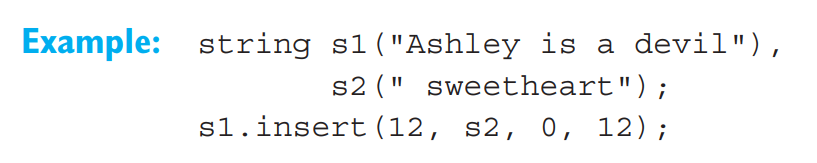 Example: string s1("Ashley is a devil"),
s2(" sweetheart");
s1.insert(12, s2, 0, 12);